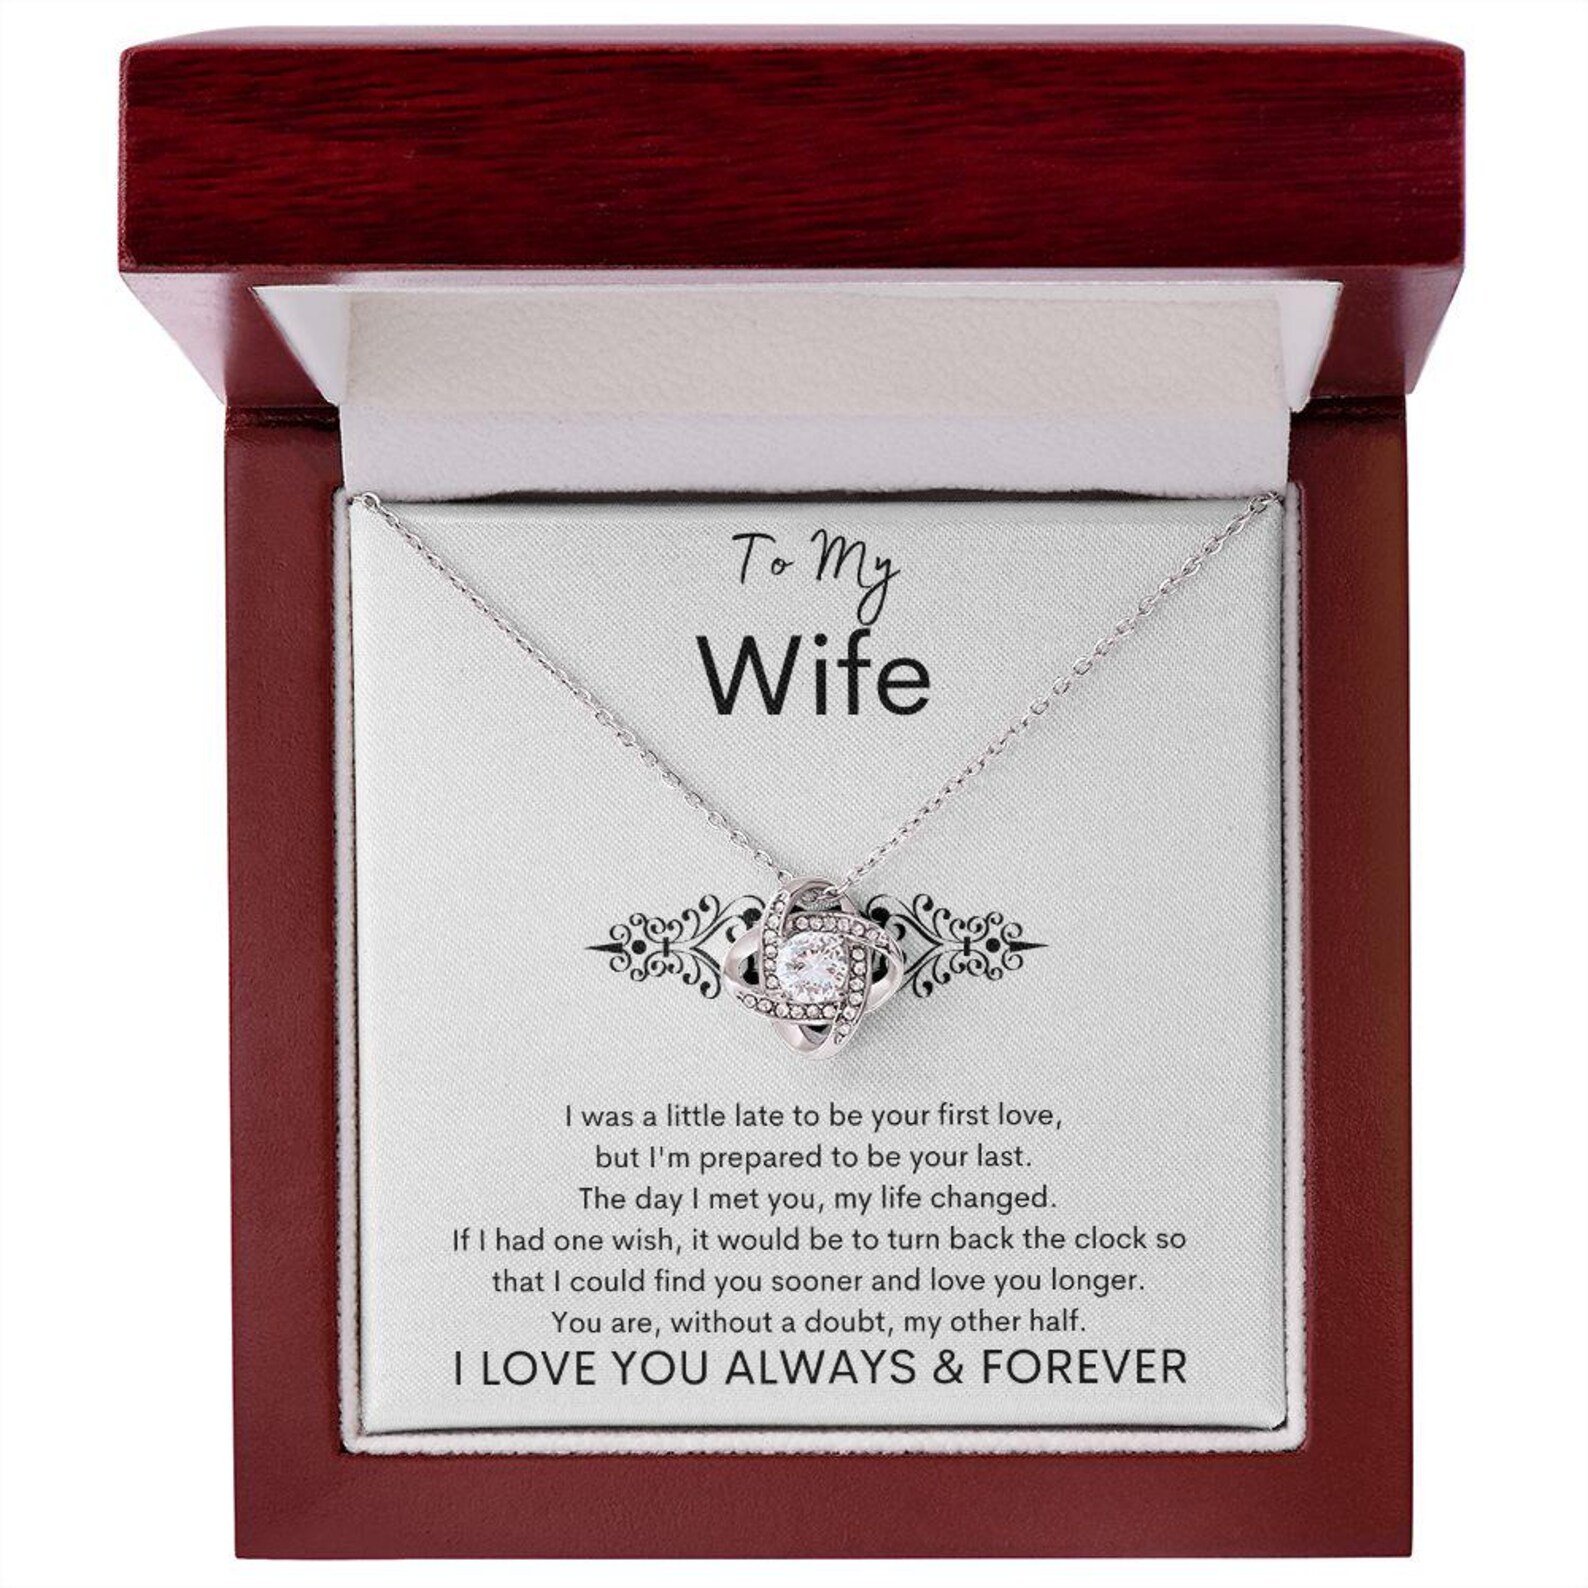 To My
Wife
I was a little late to be your first love,
but I'm prepared to be your last.
The day I met you, my life changed.
If I had one wish, it would be to turn back the clock so
that I could find you sooner and love you longer.
You are, without a doubt, my other half.
I LOVE YOU ALWAYS & FOREVER